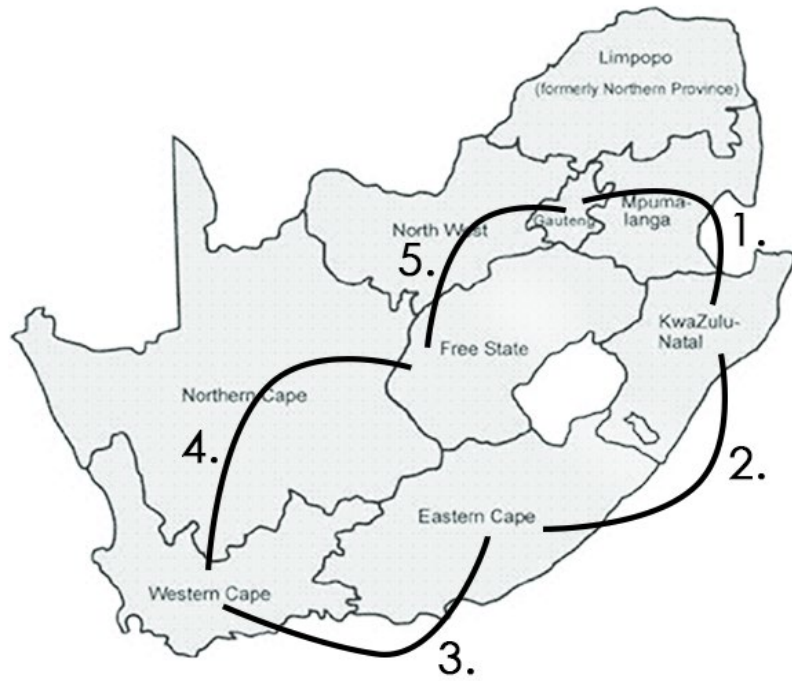 Limpopo
(formerly Northern Province)
Mpuma-
langa
1.
North West
Gauteng
5.
KwaZulu-
Natal
Free State
Northern Cape
4.
2.
Eastern Cape
Western Cape
3.